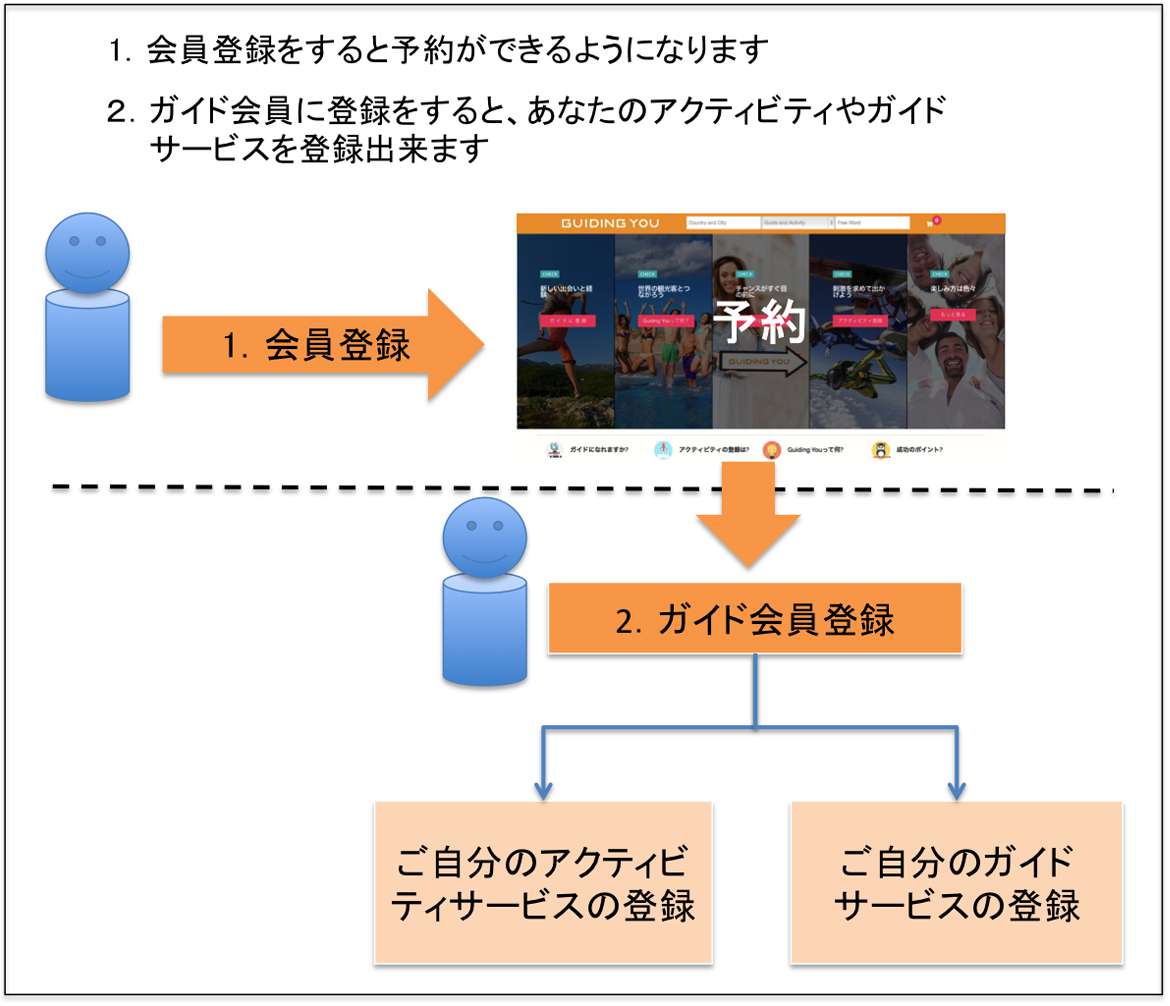 1. 会員登録をすると予約ができるようになります
2. ガイド会員に登録をすると、あなたのアクティビティやガイド
サービスを登録出来ます
GUIDING YOU
Country and City
Guide and Activity
Free Word
0
1. 会員登録
CHECK
新しい出会いと経
験
ガイドに登録
CHECK
世界の観光客とつ
ながろう
Guiding Youって何?
CHECK
チャンスがすぐ目
の前に
予約
GUIDING YOU
CHECK
刺激を求めて出か
けよう
アクティビティ登録
CHECK
楽しみ方は色々
もっと見る
ガイドになれますか?
アクティビティの登録は?
Guiding Youって何?
成功のポイント?
2. ガイド会員登録
ご自分のアクティビ
ティサービスの登録
ご自分のガイド
サービスの登録